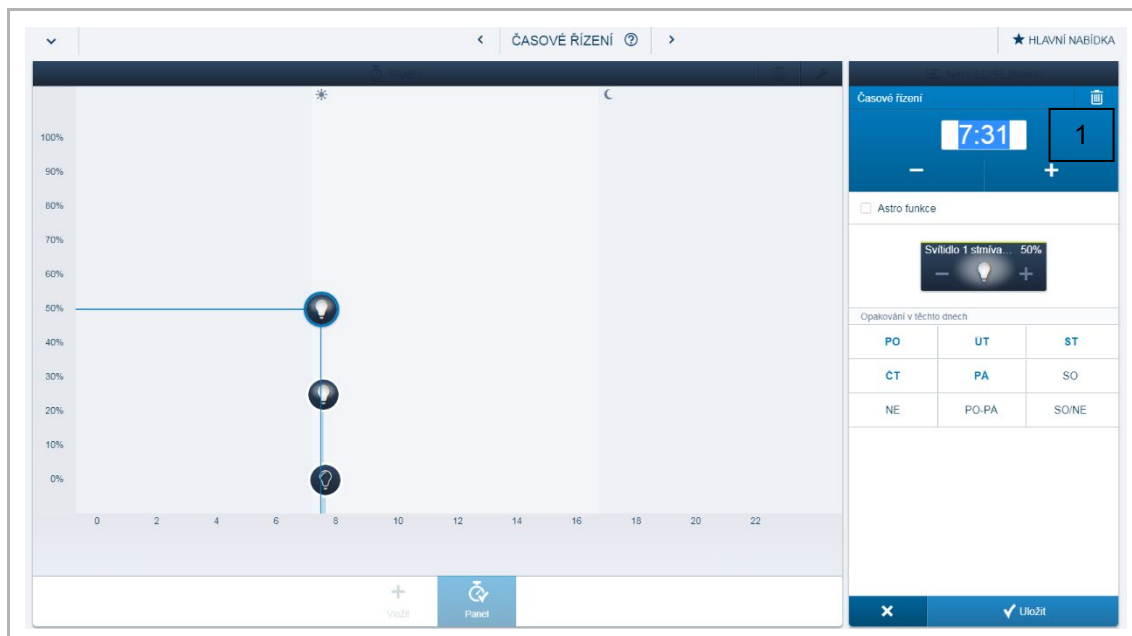 ČASOVÉ ŘÍZENÍ
HLAVNÍ NABÍDKA
Časové řízení
7:31
1
Astro funkce
Svítidlo 1 stmíva... 50%
Opakování v těchto dnech
PO ÚT ST
ČT PÁ SO
NE PO-PÁ SO/NE
100%
90%
80%
70%
60%
50%
40%
30%
20%
10%
0%
0 2 4 6 8 10 12 14 16 18 20 22
Vložit
Panel
Uložit